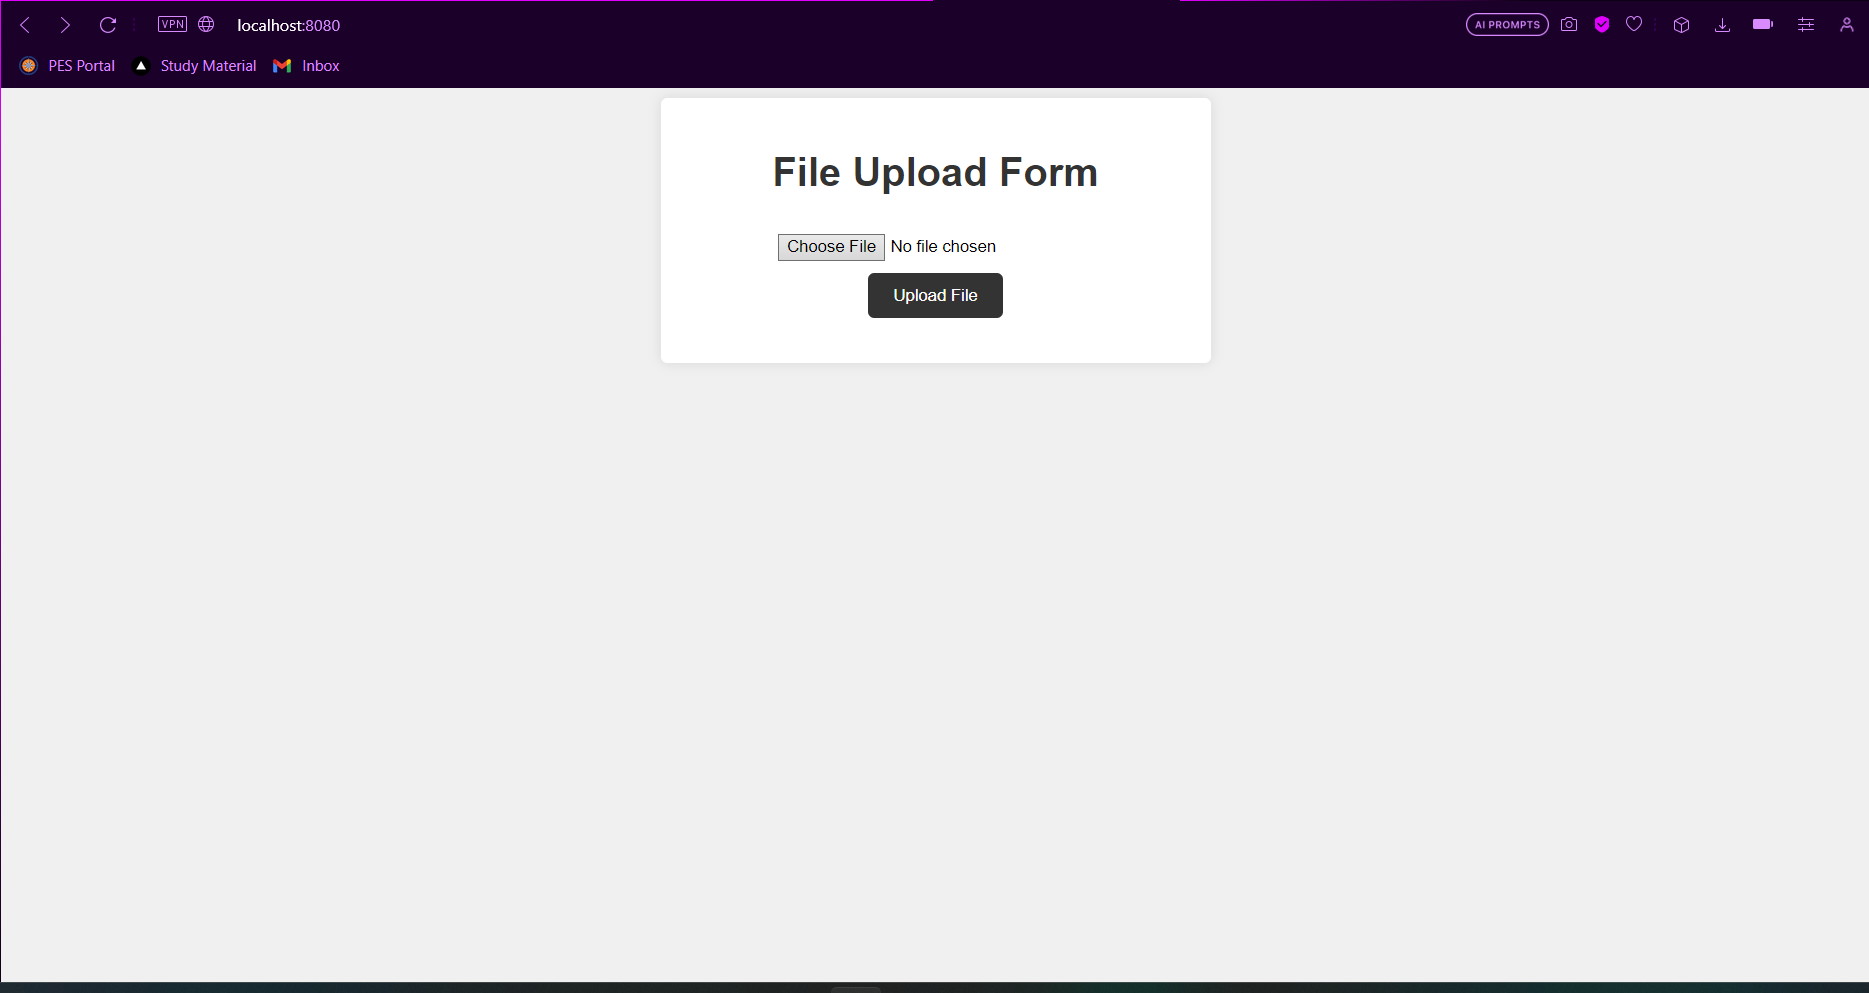 VPN localhost:8080 AI PROMPTS
PES Portal Study Material Inbox
File Upload Form
Choose File No file chosen
Upload File